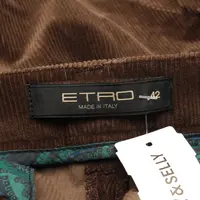 ETRO 42
MADE IN ITALY
& SELLY